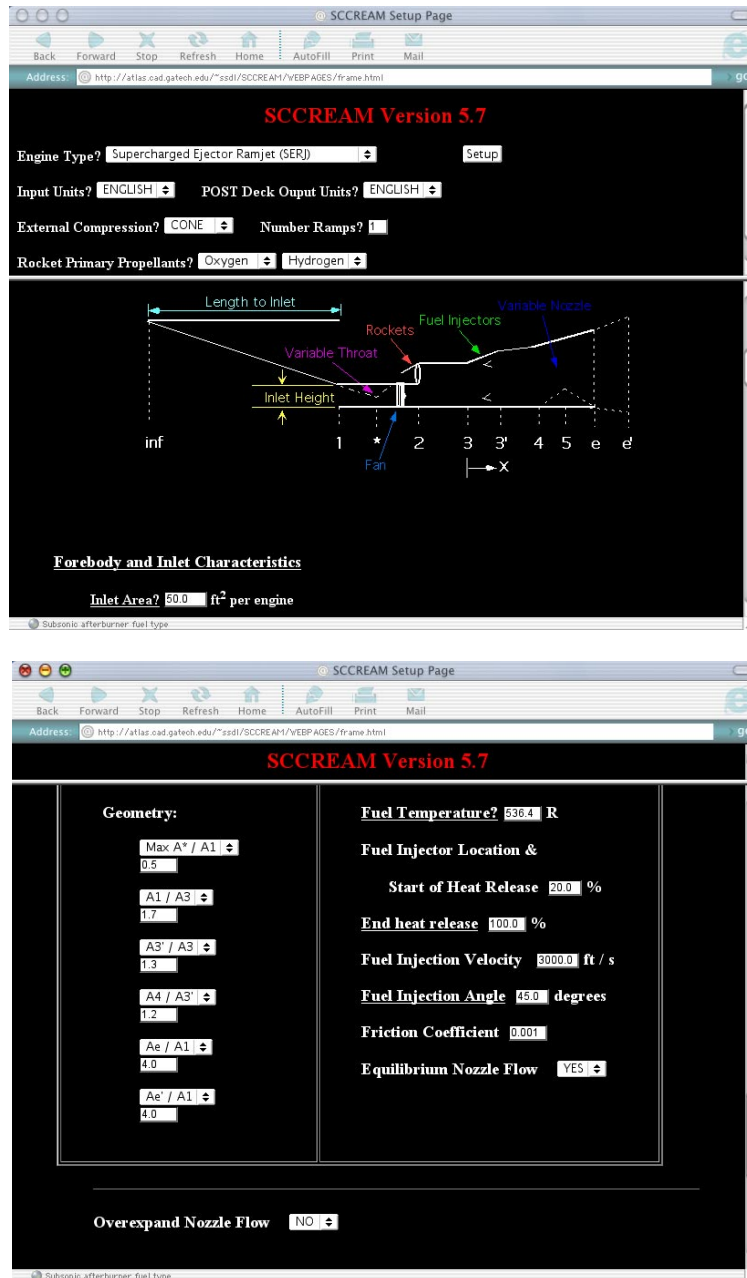 SCCREAM Setup Page
Back Forward Stop Refresh Home AutoFill Print Mail
Address: http://atlas.cad.gatech.edu/~ssdl/SCCREAM/WEBPAGES/frame.html go
SCCREAM Version 5.7
Engine Type? Supercharged Ejector Ramjet (SERJ) Setup
Input Units? ENGLISH POST Deck Ouput Units? ENGLISH
External Compression? CONE Number Ramps? 1
Rocket Primary Propellants? Oxygen Hydrogen
Length to Inlet
Variable Nozzle
Fuel Injectors
Rockets
Variable Throat
Inlet Height
inf 1 * 2 3 3' 4 5 e e'
Fan
X
Forebody and Inlet Characteristics
Inlet Area? 50.0 ft2 per engine
Subsonic afterburner fuel type
SCCREAM Setup Page
Back Forward Stop Refresh Home AutoFill Print Mail
Address: http://atlas.cad.gatech.edu/~ssdl/SCCREAM/WEBPAGES/frame.html g
SCCREAM Version 5.7
Geometry:
Max A* / A1
0.5
A1 / A3
1.7
A3' / A3
1.3
A4 / A3'
1.2
Ae / A1
4.0
Ae' / A1
4.0
Fuel Temperature? 536.4 R
Fuel Injector Location &
Start of Heat Release 20.0 %
End heat release 100.0 %
Fuel Injection Velocity 3000.0 ft / s
Fuel Injection Angle 45.0 degrees
Friction Coefficient 0.001
Equilibrium Nozzle Flow YES
Overexpand Nozzle Flow NO
Subsonic afterburner fuel type